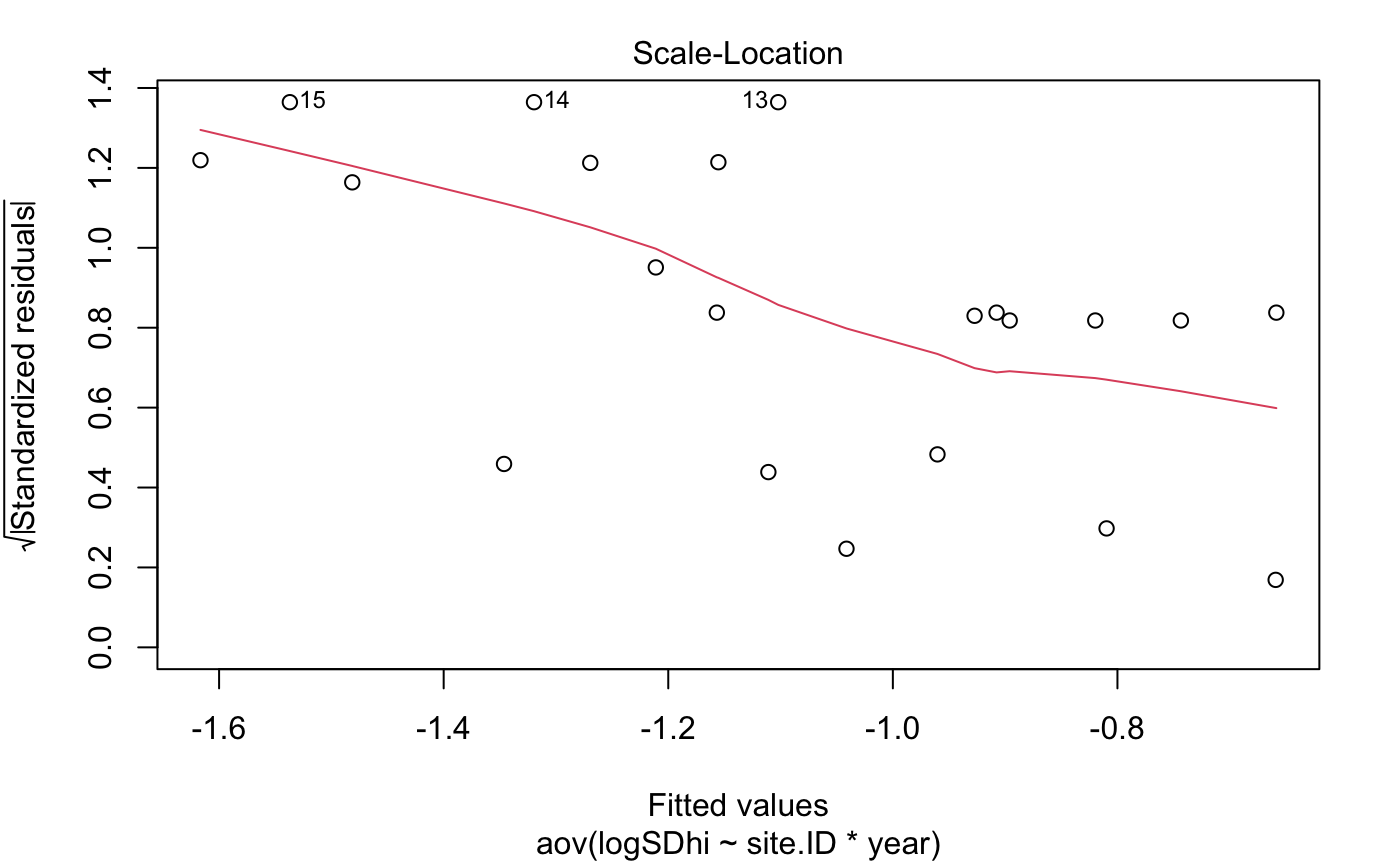 Scale-Location
√|Standardized residuals|
1.4
1.2
1.0
0.8
0.6
0.4
0.2
0.0
15
14
13
-1.6 -1.4 -1.2 -1.0 -0.8
Fitted values
aov(logSDhi ~ site.ID * year)